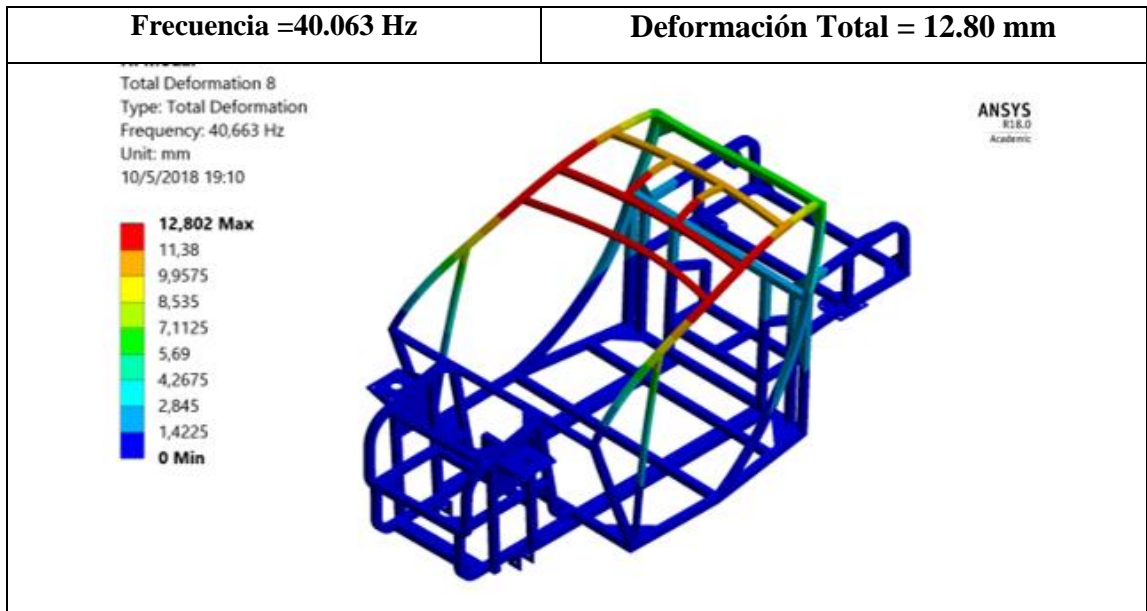 Frecuencia =40.063 Hz
Deformación Total = 12.80 mm
Total Deformation 8
Type: Total Deformation
Frequency: 40,663 Hz
Unit: mm
10/5/2018 19:10
ANSYS
R18.0
Academic
12,802 Max
11,38
9,9575
8,535
7,1125
5,69
4,2675
2,845
1,4225
0 Min